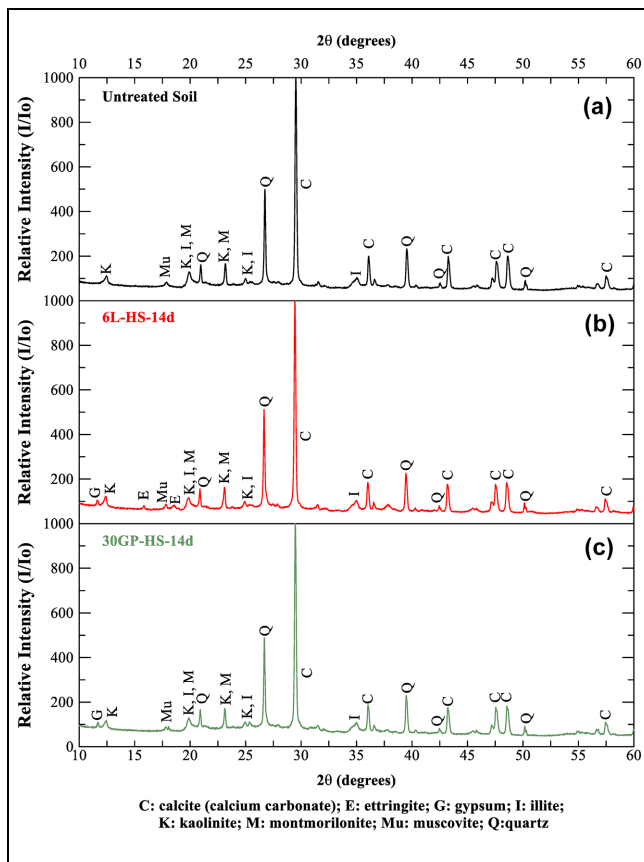 2θ (degrees)
10 15 20 25 30 35 40 45 50 55 60
Relative Intensity (I/Io)
1000
800
600
400
200
Untreated Soil
(a)
K
Mu
K, I, M
Q
K, M
K, I
Q
C
I
C
Q
Q
C
C
C
Q
C
Relative Intensity (I/Io)
1000
800
600
400
200
6L-HS-14d
(b)
G
K
E
Mu
E
K, I, M
Q
K, M
K, I
Q
C
I
C
Q
Q
C
C
C
Q
C
Relative Intensity (I/Io)
1000
800
600
400
200
0
30GP-HS-14d
(c)
G
K
Mu
K, I, M
Q
K, M
K, I
Q
C
I
C
Q
Q
C
C
C
Q
C
10 15 20 25 30 35 40 45 50 55 60
2θ (degrees)
C: calcite (calcium carbonate); E: ettringite; G: gypsum; I: illite;
K: kaolinite; M: montmorilonite; Mu: muscovite; Q:quartz